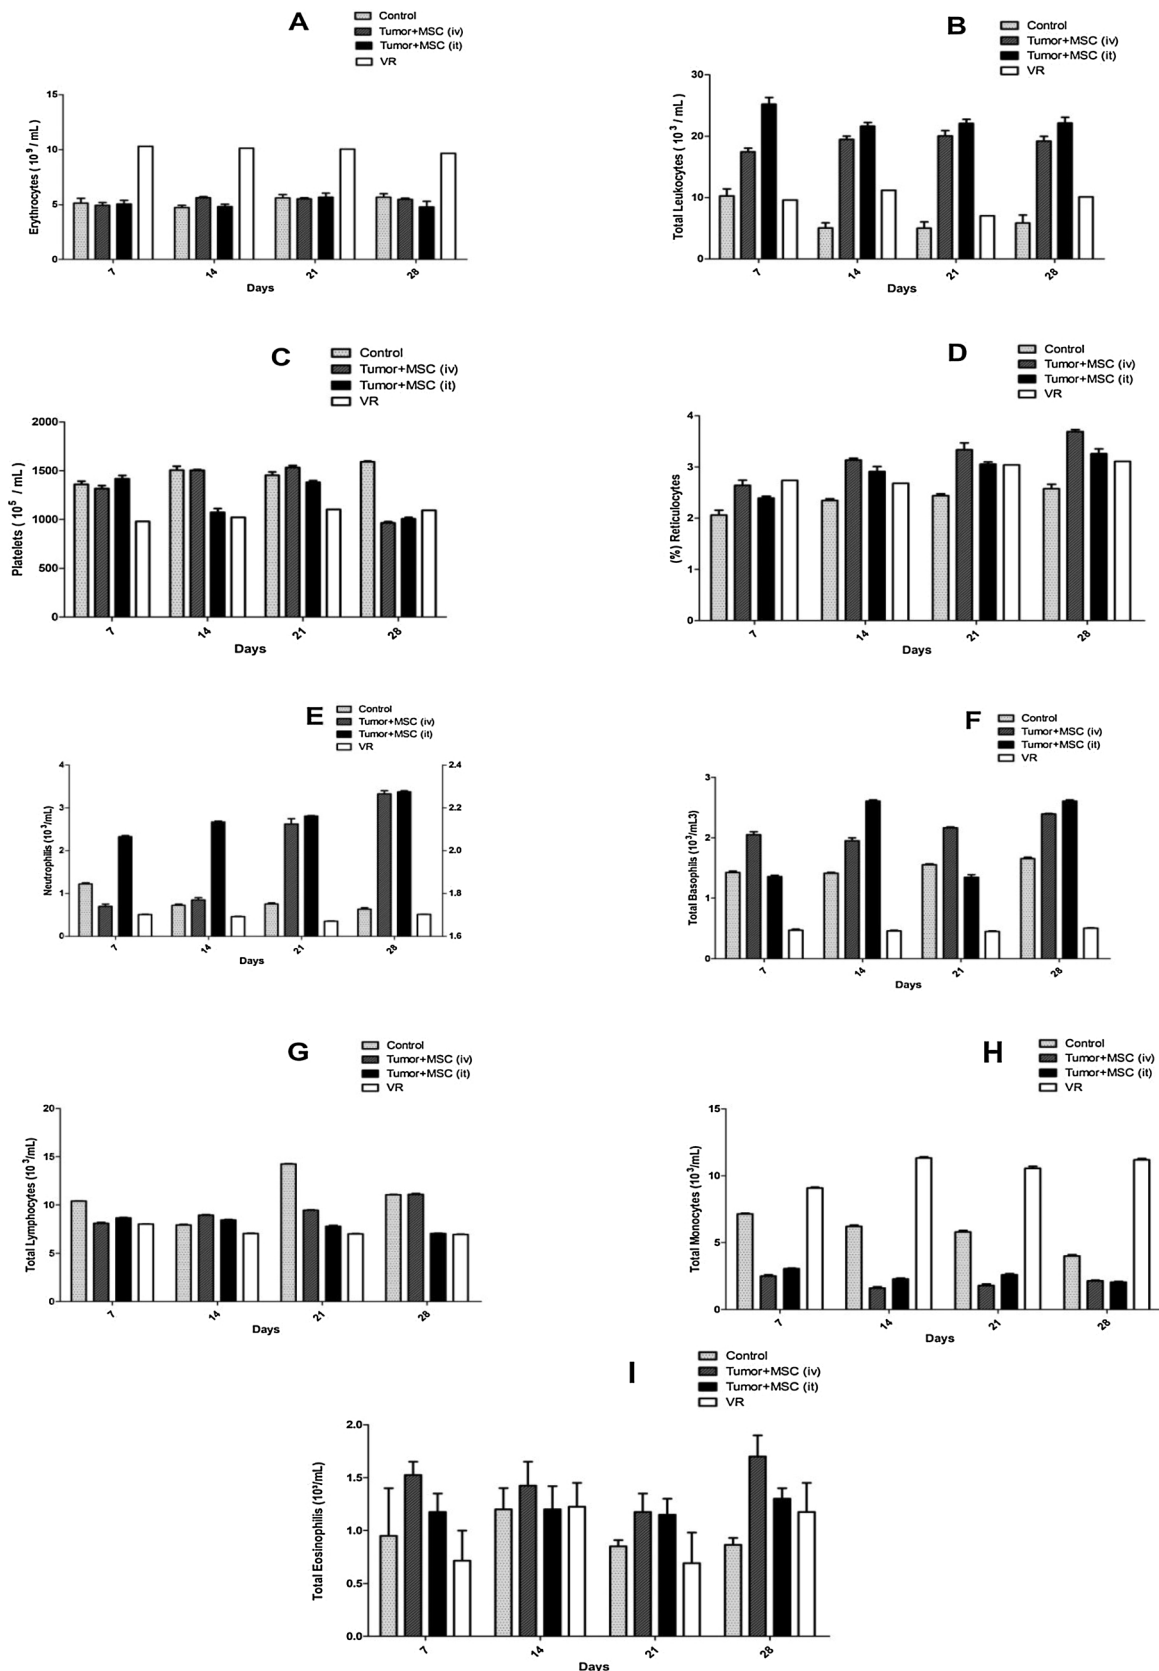 A
Control
Tumor+MSC (iv)
Tumor+MSC (it)
VR
Erythrocytes ( 10⁹ / mL )
15
10
5
0
7
14
21
28
Days
B
Control
Tumor+MSC (iv)
Tumor+MSC (it)
VR
Total Leukocytes ( 10³ / mL )
30
20
10
0
7
14
21
28
Days
C
Control
Tumor+MSC (iv)
Tumor+MSC (it)
VR
Platelets ( 10⁵ / mL )
2000
1500
1000
500
0
7
14
21
28
Days
D
Control
Tumor+MSC (iv)
Tumor+MSC (it)
VR
(%) Reticulocytes
4
3
2
1
0
7
14
21
28
Days
E
Control
Tumor+MSC (iv)
Tumor+MSC (it)
VR
Neutrophilis (10³/mL)
4
3
2
1
0
2.4
2.2
2.0
1.8
1.6
7
14
21
28
Days
F
Control
Tumor+MSC (iv)
Tumor+MSC (it)
VR
Total Basophils (10³/mL3)
3
2
1
0
7
14
21
28
Days
G
Control
Tumor+MSC (iv)
Tumor+MSC (it)
VR
Total Lymphocytes (10³/mL)
20
15
10
5
0
7
14
21
28
Days
H
Control
Tumor+MSC (iv)
Tumor+MSC (it)
VR
Total Monocytes (10³/mL)
15
10
5
0
7
14
21
28
Days
I
Control
Tumor+MSC (iv)
Tumor+MSC (it)
VR
Total Eosinophilis (10³/mL)
2.0
1.5
1.0
0.5
0.0
7
14
21
28
Days